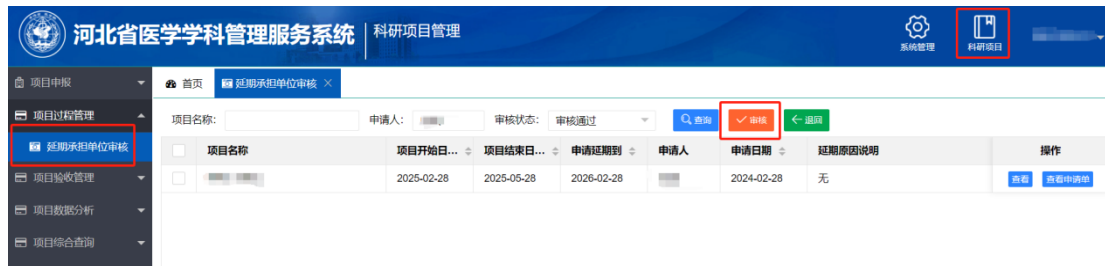 河北省医学学科管理服务系统 科研项目管理 系统管理 科研项目
项目申报 首页 延期承担单位审核 ×
项目过程管理 项目名称: 申请人: 审核状态: 审核通过 查询 审核 退回
延期承担单位审核 项目名称 项目开始日... 项目结束日... 申请延期到 申请人 申请日期 延期原因说明 操作
项目验收管理 2025-02-28 2025-05-28 2026-02-28 2024-02-28 无 查看 查看申请单
项目数据分析
项目综合查询